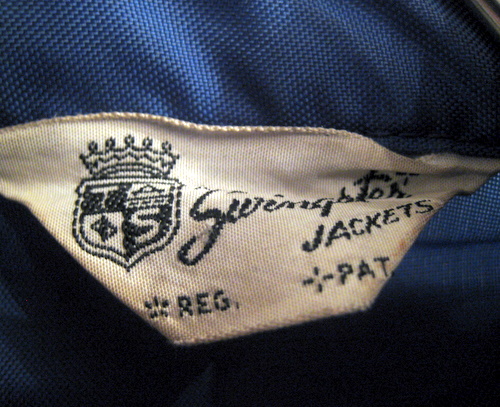 Swingster
JACKETS
REG. PAT.